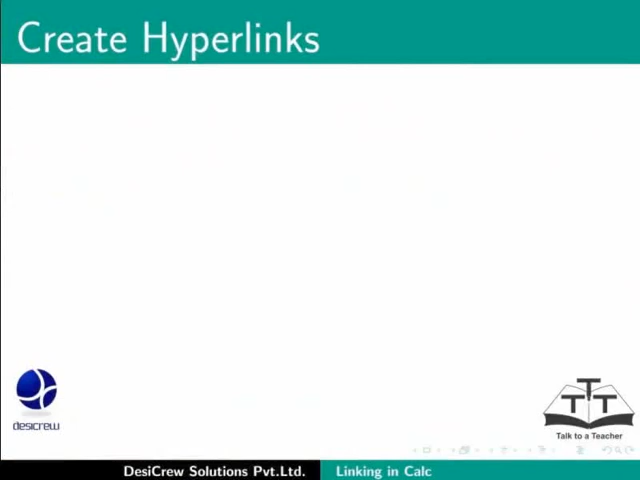 Create Hyperlinks
desicrew
T T T
Talk to a Teacher
DesiCrew Solutions Pvt.Ltd.
Linking in Calc